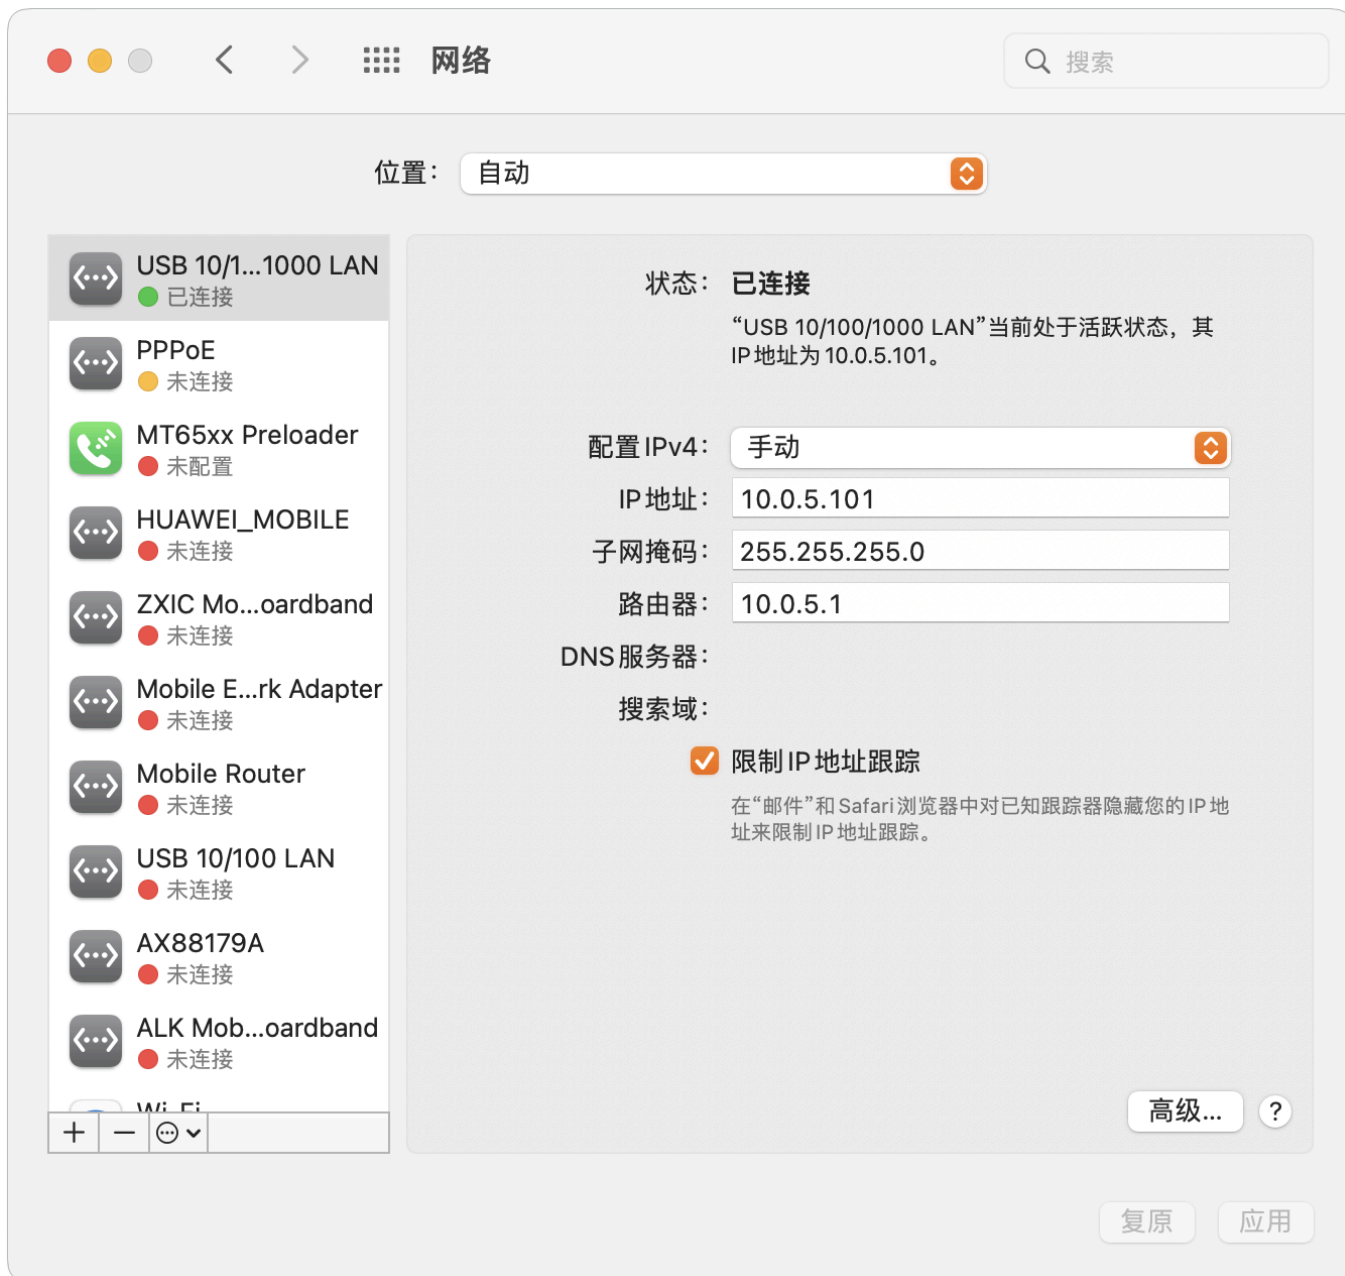 网络
搜索
位置：
自动
USB 10/1...1000 LAN
已连接
PPPoE
未连接
MT65xx Preloader
未配置
HUAWEI_MOBILE
未连接
ZXIC Mo...oardband
未连接
Mobile E...rk Adapter
未连接
Mobile Router
未连接
USB 10/100 LAN
未连接
AX88179A
未连接
ALK Mob...oardband
未连接
Wi-Fi
状态：
已连接
“USB 10/100/1000 LAN”当前处于活跃状态，其
IP 地址为 10.0.5.101。
配置 IPv4：
手动
IP 地址：
10.0.5.101
子网掩码：
255.255.255.0
路由器：
10.0.5.1
DNS 服务器：
搜索域：
限制 IP 地址跟踪
在“邮件”和 Safari 浏览器中对已知跟踪器隐藏您的 IP 地
址来限制 IP 地址跟踪。
高级...
?
复原
应用